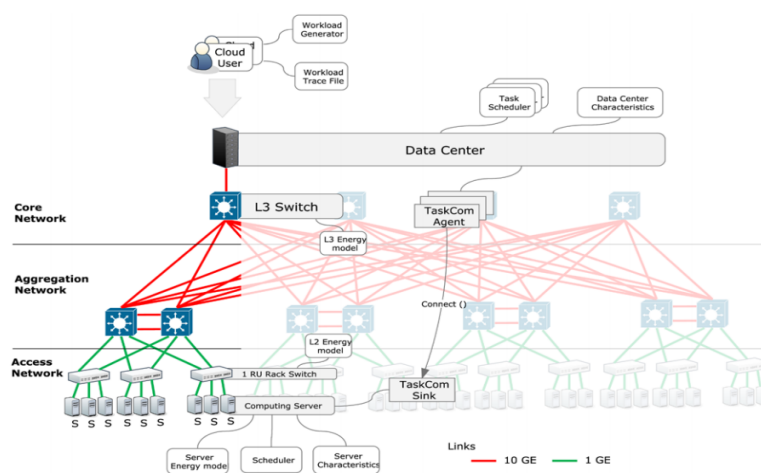 Workload
Generator
Cloud
Cloud
User
Workload
Trace File
Task
Scheduler
Data Center
Characteristics
Data Center
Core
Network
L3 Switch
TaskCom
Agent
L3 Energy
model
Aggregation
Network
Connect ()
L2 Energy
model
Access
Network
1 RU Rack Switch
TaskCom
Sink
Computing Server
S S S S S S S S
Server
Energy mode
Scheduler
Server
Characteristics
Links
10 GE
1 GE